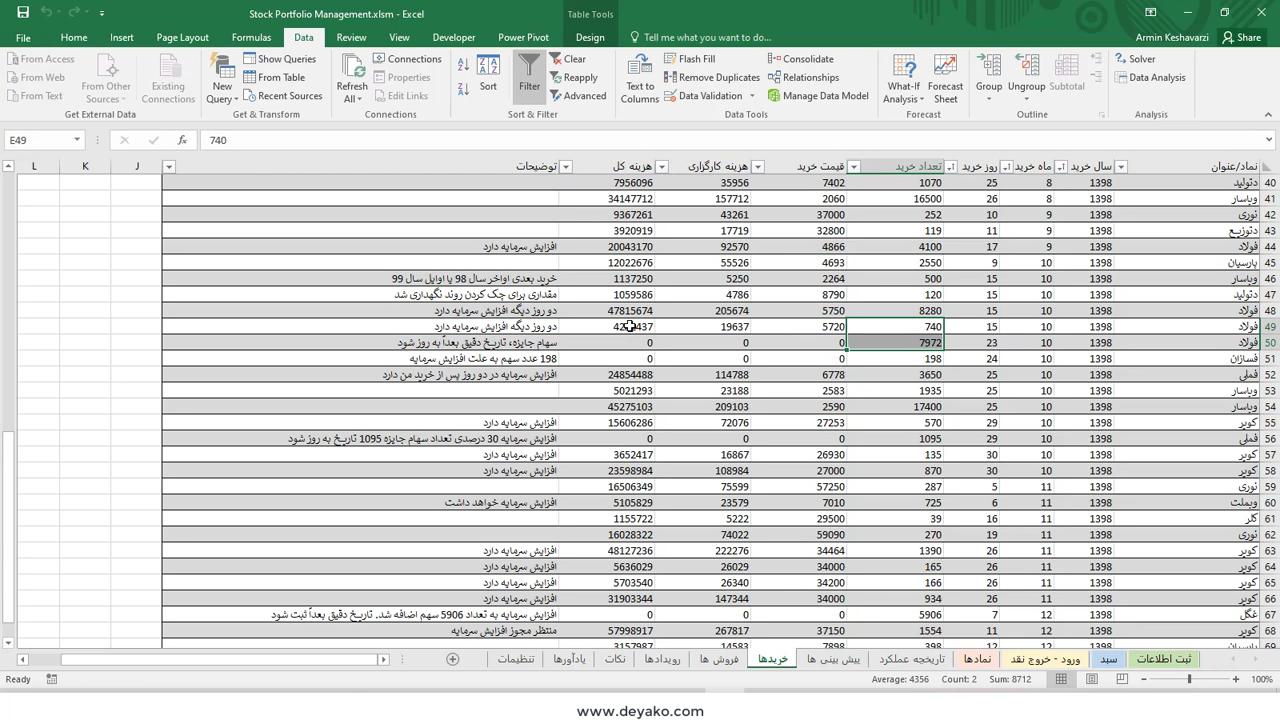 Stock Portfolio Management.xlsm - Excel
Table Tools
File Home Insert Page Layout Formulas Data Review View Developer Power Pivot Design Tell me what you want to do... Armin Keshavarzi Share
From Access
From Web
From Text
From Other Sources
Existing Connections
Get External Data
New Query
Show Queries
From Table
Recent Sources
Get & Transform
Refresh All
Connections
Properties
Edit Links
Connections
Sort
Filter
Clear
Reapply
Advanced
Sort & Filter
Text to Columns
Flash Fill
Remove Duplicates
Data Validation
Consolidate
Relationships
Manage Data Model
Data Tools
What-If Analysis
Forecast Sheet
Forecast
Group
Ungroup
Subtotal
Outline
Solver
Data Analysis
Analysis
E49 740
نماد/عنوان سال خرید ماه خرید روز خرید تعداد خرید قیمت خرید هزینه کارگزاری هزینه کل توضیحات J K L
40 دتولید 1398 8 25 1070 7402 35956 7956096
41 وپاسار 1398 8 26 16500 2060 157712 34147712
42 نوری 1398 9 10 252 37000 43261 9367261
43 دتوزیع 1398 9 11 119 32800 17719 3920919
44 فولاد 1398 9 17 4100 4866 92570 20043170 افزایش سرمایه دارد
45 پارسیان 1398 10 9 2550 4693 55526 12022676
46 وپاسار 1398 10 15 500 2264 5250 1137250 خرید بعدی اواخر سال 98 یا اوایل سال 99
47 دتولید 1398 10 15 120 8790 4786 1059586 مقداری برای چک کردن روند نگهداری شد
48 فولاد 1398 10 15 8280 5750 205674 47815674 دو روز دیگه افزایش سرمایه دارد
49 فولاد 1398 10 15 740 5720 19637 دو روز دیگه افزایش سرمایه دارد
50 فولاد 1398 10 23 7972 0 0 0 سهام جایزه، تاریخ دقیق بعداً به روز شود
51 فسازان 1398 10 24 198 0 0 0 198 عدد سهم به علت افزایش سرمایه
52 فملی 1398 10 25 3650 6778 114788 24854488 افزایش سرمایه در دو روز پس از خرید من دارد
53 وپاسار 1398 10 25 1935 2583 23188 5021293
54 وپاسار 1398 10 25 17400 2590 209103 45275103
55 کویر 1398 10 29 570 27253 72076 15606286 افزایش سرمایه دارد
56 فملی 1398 10 29 1095 0 0 0 افزایش سرمایه 30 درصدی تعداد سهام جایزه 1095 تاریخ به روز شود
57 کویر 1398 10 30 135 26930 16867 3652417 افزایش سرمایه دارد
58 کویر 1398 10 30 870 27000 108984 23598984 افزایش سرمایه دارد
59 نوری 1398 11 5 287 57250 75599 16506349
60 وبملت 1398 11 6 725 7010 23579 5105829 افزایش سرمایه خواهد داشت
61 کلر 1398 11 16 39 29500 5222 1155722
62 نوری 1398 11 19 270 59090 74022 16028322
63 کویر 1398 11 26 1390 34464 222276 48127236 افزایش سرمایه دارد
64 کویر 1398 11 26 165 34000 26029 5636029 افزایش سرمایه دارد
65 کویر 1398 11 26 166 34200 26340 5703540 افزایش سرمایه دارد
66 کویر 1398 11 26 934 34000 147344 31903344 افزایش سرمایه دارد
67 غگل 1398 12 7 5906 0 0 0 افزایش سرمایه به تعداد 5906 سهم اضافه شد. تاریخ دقیق بعداً ثبت شود
68 کویر 1398 12 11 1554 37150 267817 57998917 منتظر مجوز افزایش سرمایه
ثبت اطلاعات سبد ورود - خروج نقد نمادها تاریخچه عملکرد پیش بینی ها خریدها فروش ها رویدادها نکات یادآورها تنظیمات
Ready Average: 4356 Count: 2 Sum: 8712 100%
www.deyako.com